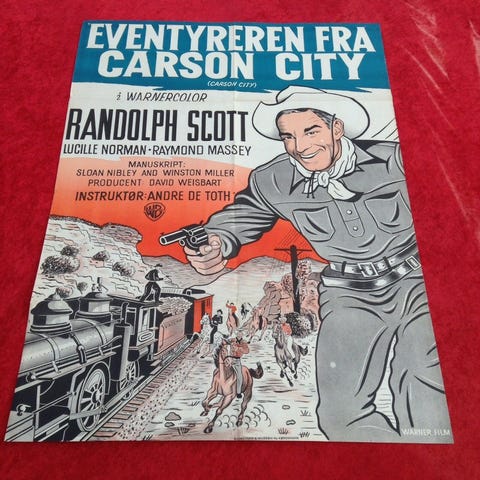 EVENTYREREN FRA
CARSON CITY
(CARSON CITY)
i WARNERCOLOR
RANDOLPH SCOTT
LUCILLE NORMAN · RAYMOND MASSEY
MANUSKRIPT:
SLOAN NIBLEY AND WINSTON MILLER
PRODUCENT: DAVID WEISBART
INSTRUKTØR: ANDRE DE TOTH
WB
WARNER FILM